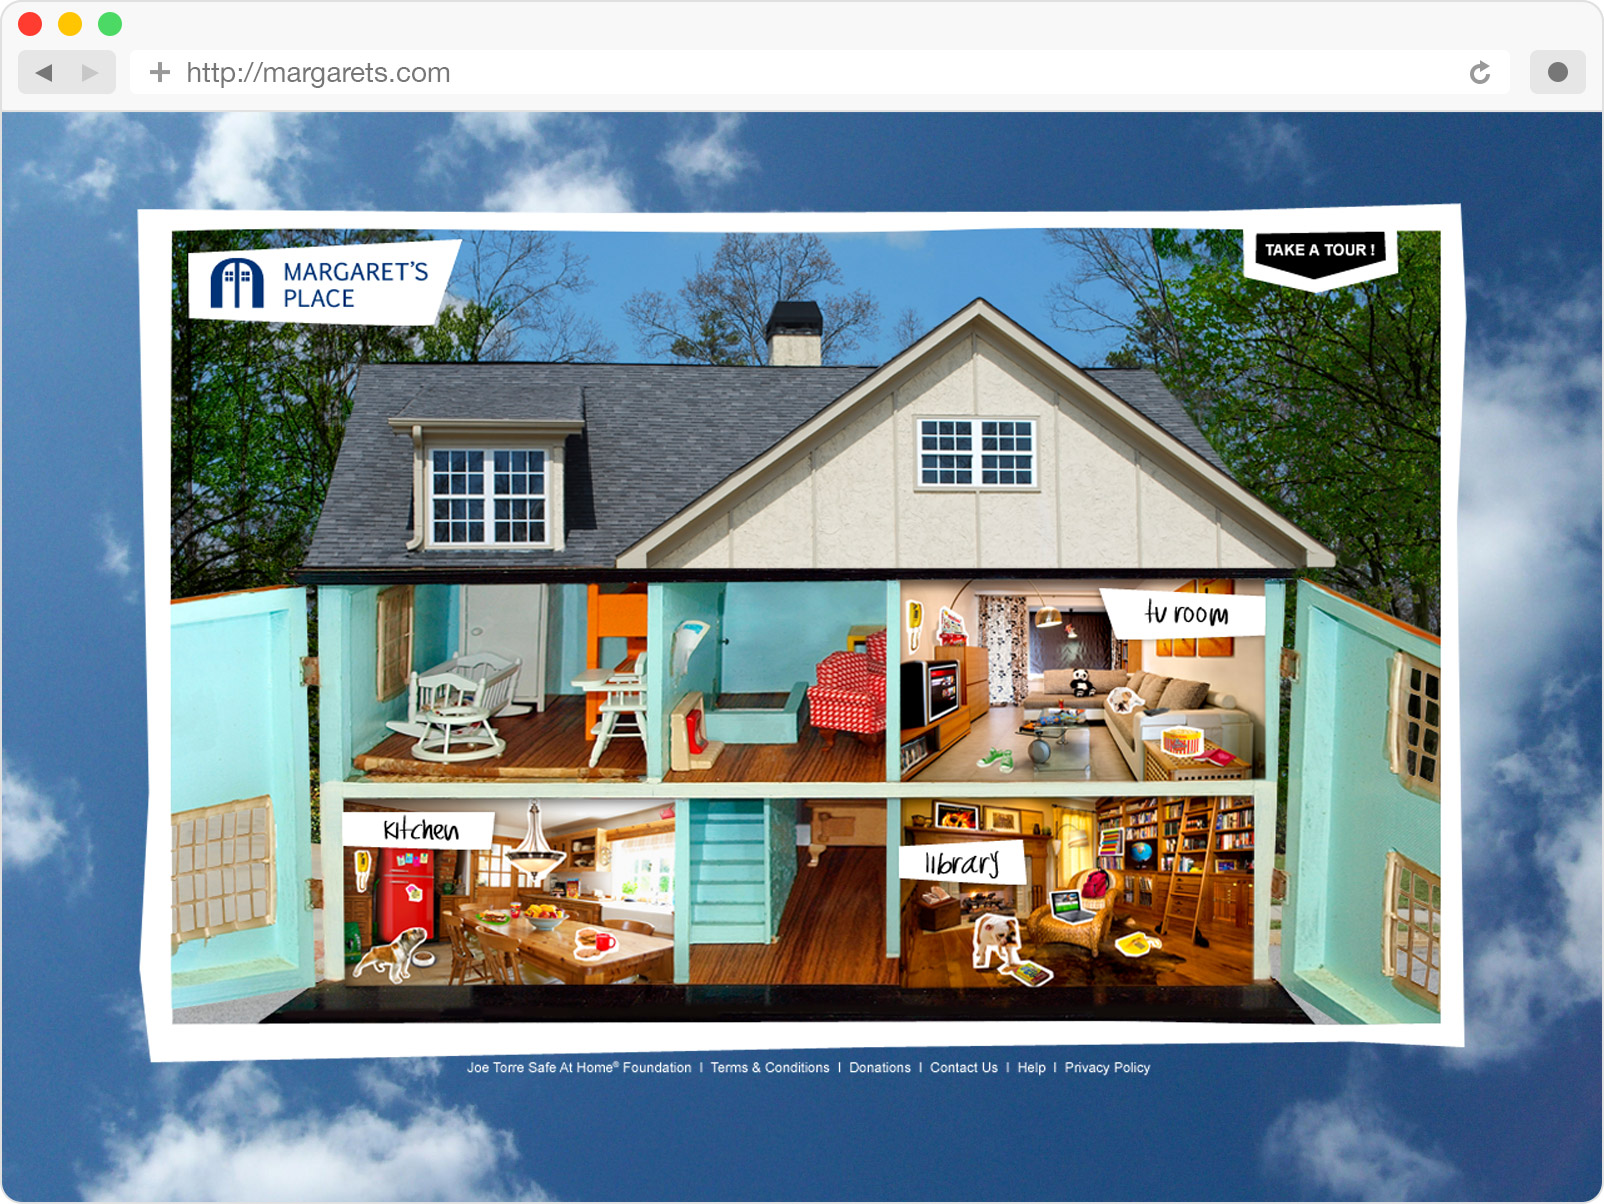 http://margarets.com
MARGARET'S
PLACE
TAKE A TOUR !
tv room
kitchen
library
Joe Torre Safe At Home® Foundation | Terms & Conditions | Donations | Contact Us | Help | Privacy Policy